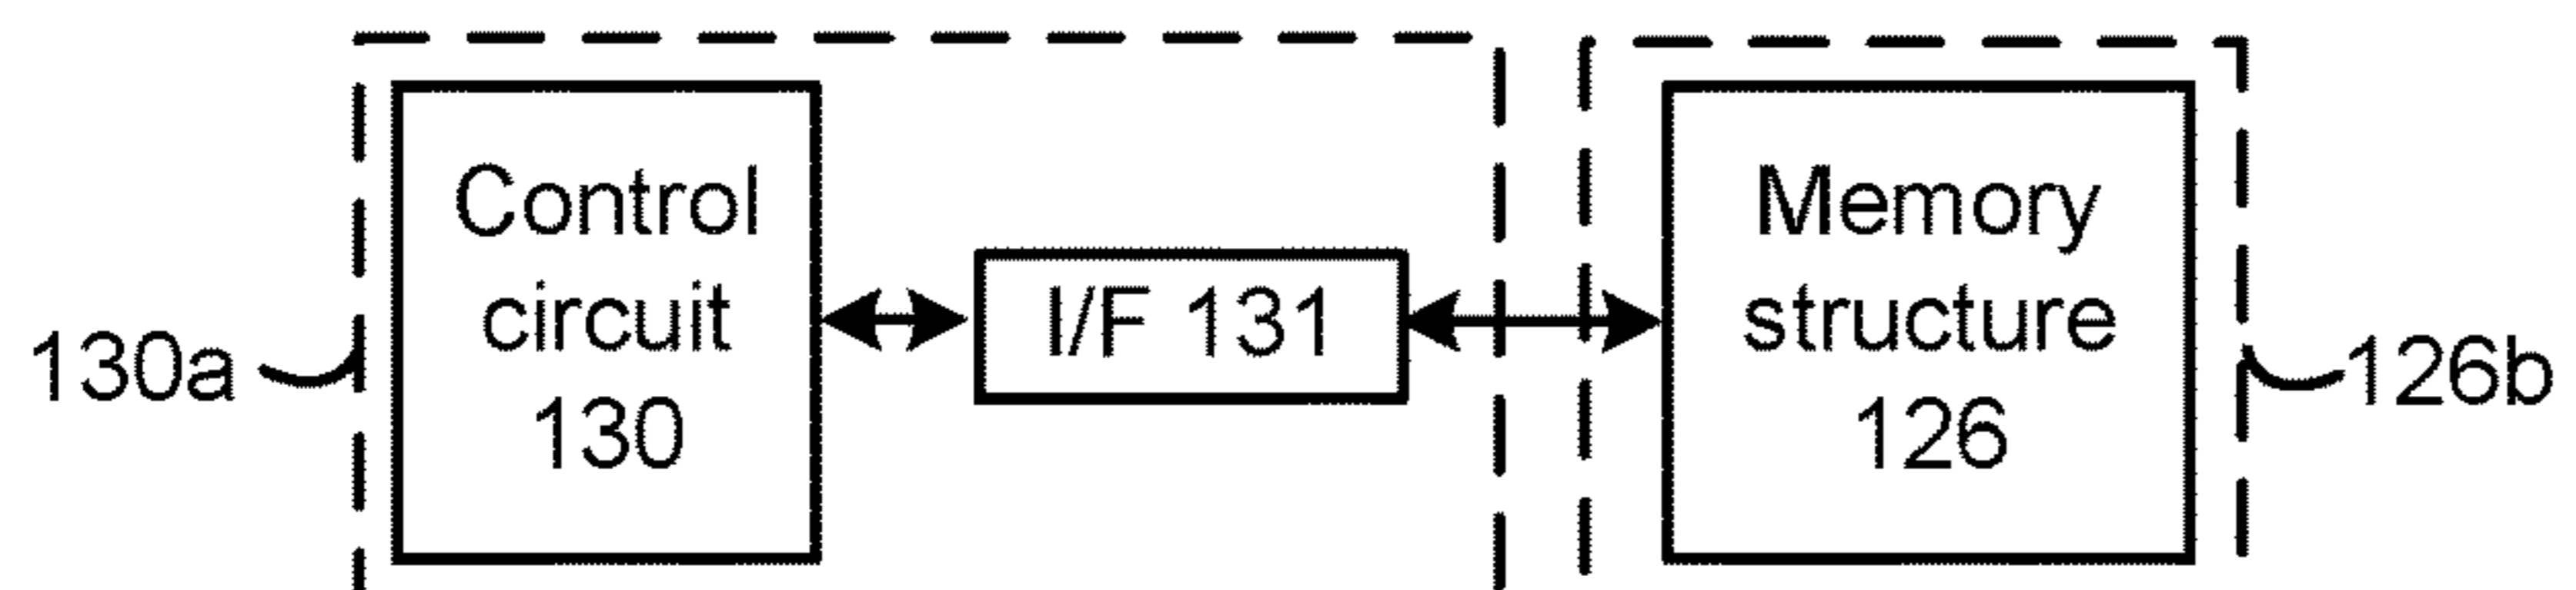 130a
Control
circuit
130
I/F 131
Memory
structure
126
126b